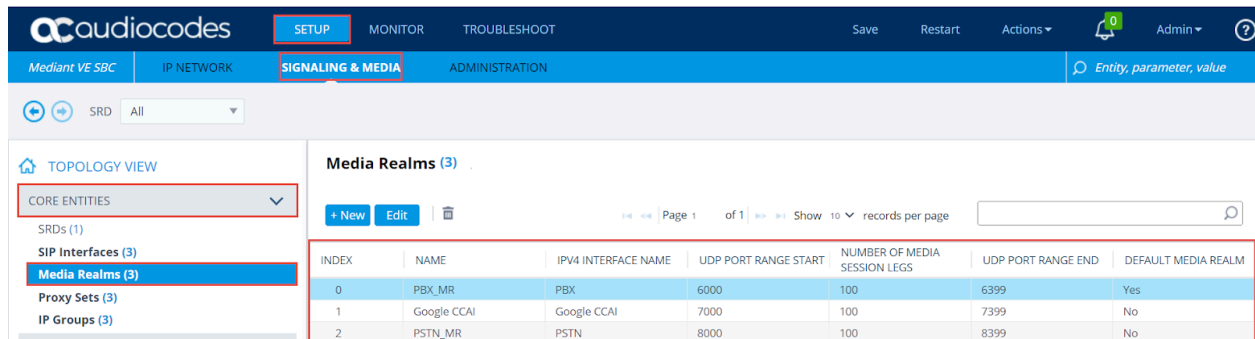 audiocodes SETUP MONITOR TROUBLESHOOT Save Restart Actions 0 Admin ?
Mediant VE SBC IP NETWORK SIGNALING & MEDIA ADMINISTRATION Entity, parameter, value
SRD All
TOPOLOGY VIEW
CORE ENTITIES
SRDs (1)
SIP Interfaces (3)
Media Realms (3)
Proxy Sets (3)
IP Groups (3)
Media Realms (3)
+ New Edit Page 1 of 1 Show 10 records per page
INDEX NAME IPV4 INTERFACE NAME UDP PORT RANGE START NUMBER OF MEDIA SESSION LEGS UDP PORT RANGE END DEFAULT MEDIA REALM
0 PBX_MR PBX 6000 100 6399 Yes
1 Google CCAI Google CCAI 7000 100 7399 No
2 PSTN_MR PSTN 8000 100 8399 No